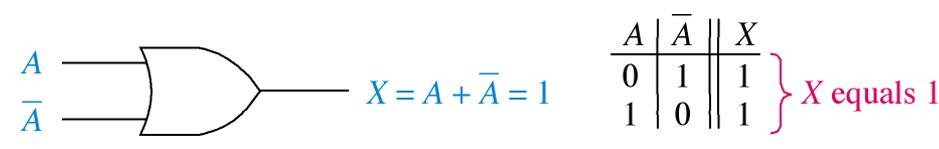 A
A̅
X = A + A̅ = 1
A A̅ X
0 1 1
1 0 1
X equals 1